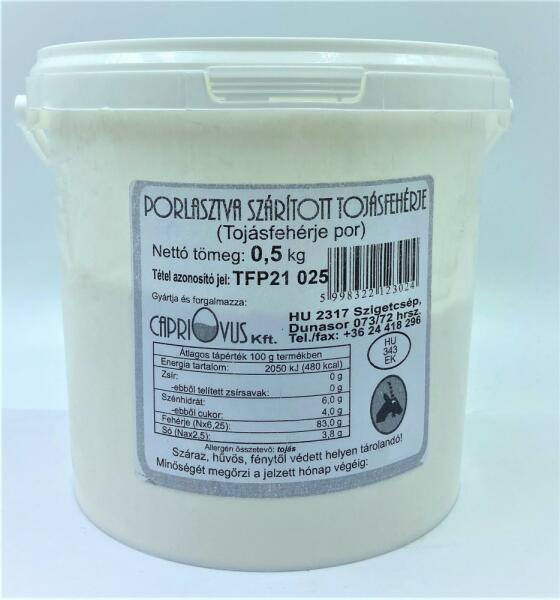 PORLASZTVA SZÁRÍTOTT TOJÁSFEHÉRJE
(Tojásfehérje por)
Nettó tömeg: 0,5 kg
Tétel azonosító jel: TFP21 025
5 998322 123024
Gyártja és forgalmazza:
CAPRIOVUS Kft.
HU 2317 Szigetcsép,
Dunasor 073/72 hrsz.
Tel./fax: +36 24 418 296
HU
343
EK
Átlagos tápérték 100 g termékben
Energia tartalom: 2050 kJ (480 kcal)
Zsír: 0 g
-ebből telített zsírsavak: 0 g
Szénhidrát: 6,0 g
-ebből cukor: 4,0 g
Fehérje (Nx6,25): 83,0 g
Só (Nax2,5): 3,8 g
Allergén összetevő: tojás
Száraz, hűvös, fénytől védett helyen tárolandó!
Minőségét megőrzi a jelzett hónap végéig: